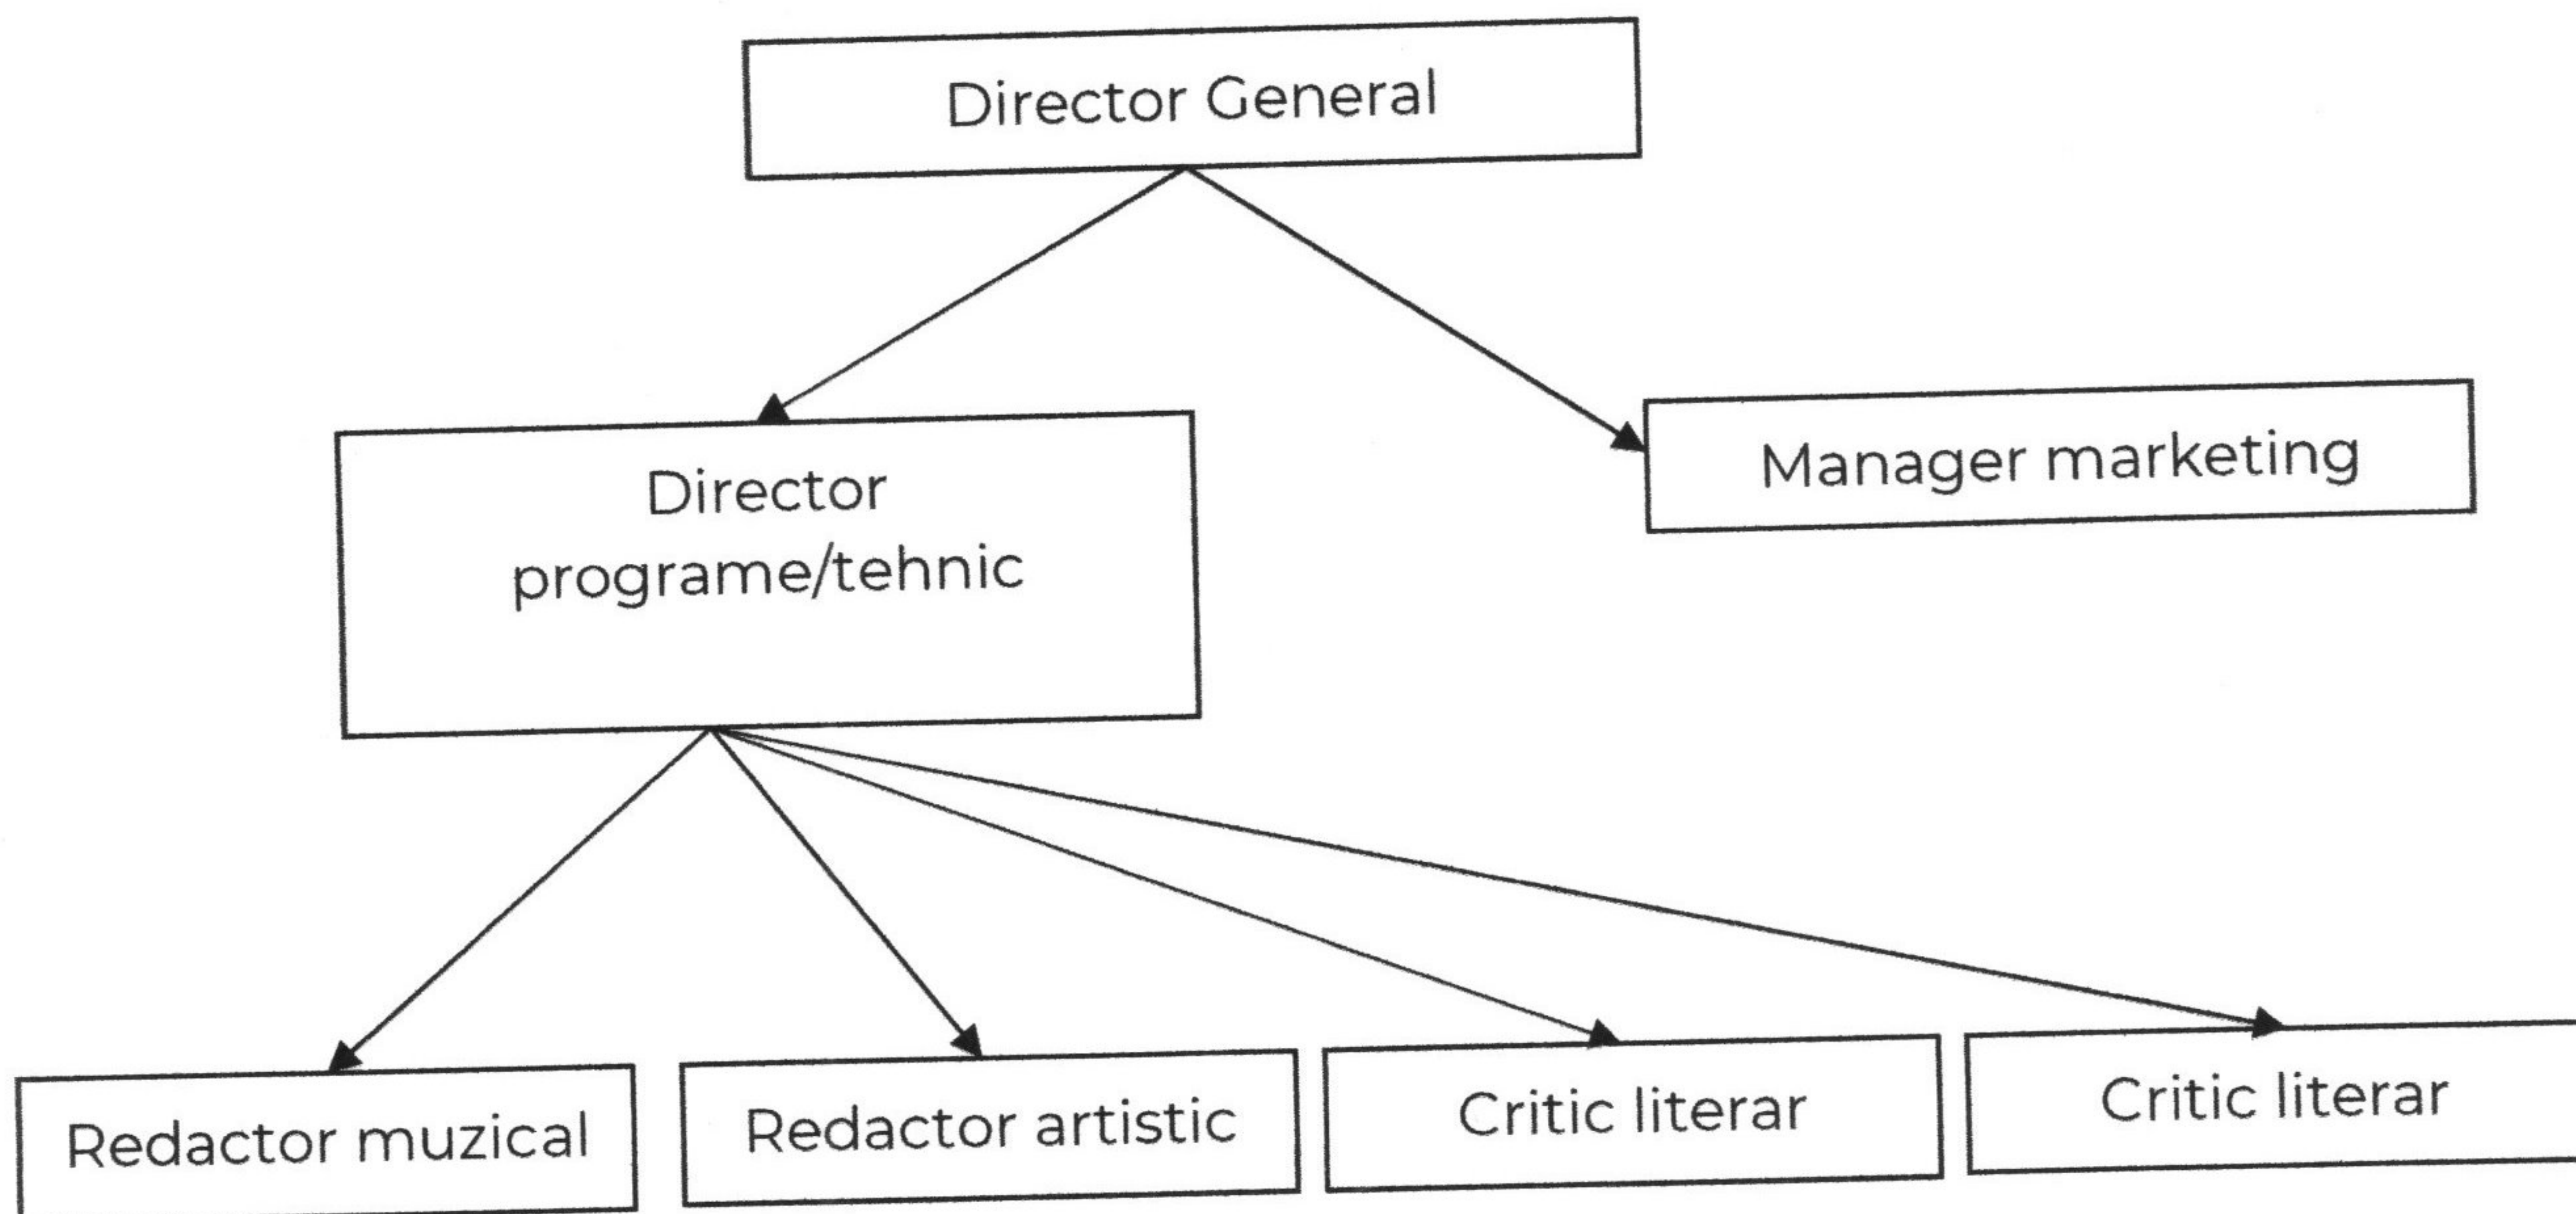 Director General
Director
programe/tehnic
Manager marketing
Redactor muzical
Redactor artistic
Critic literar
Critic literar